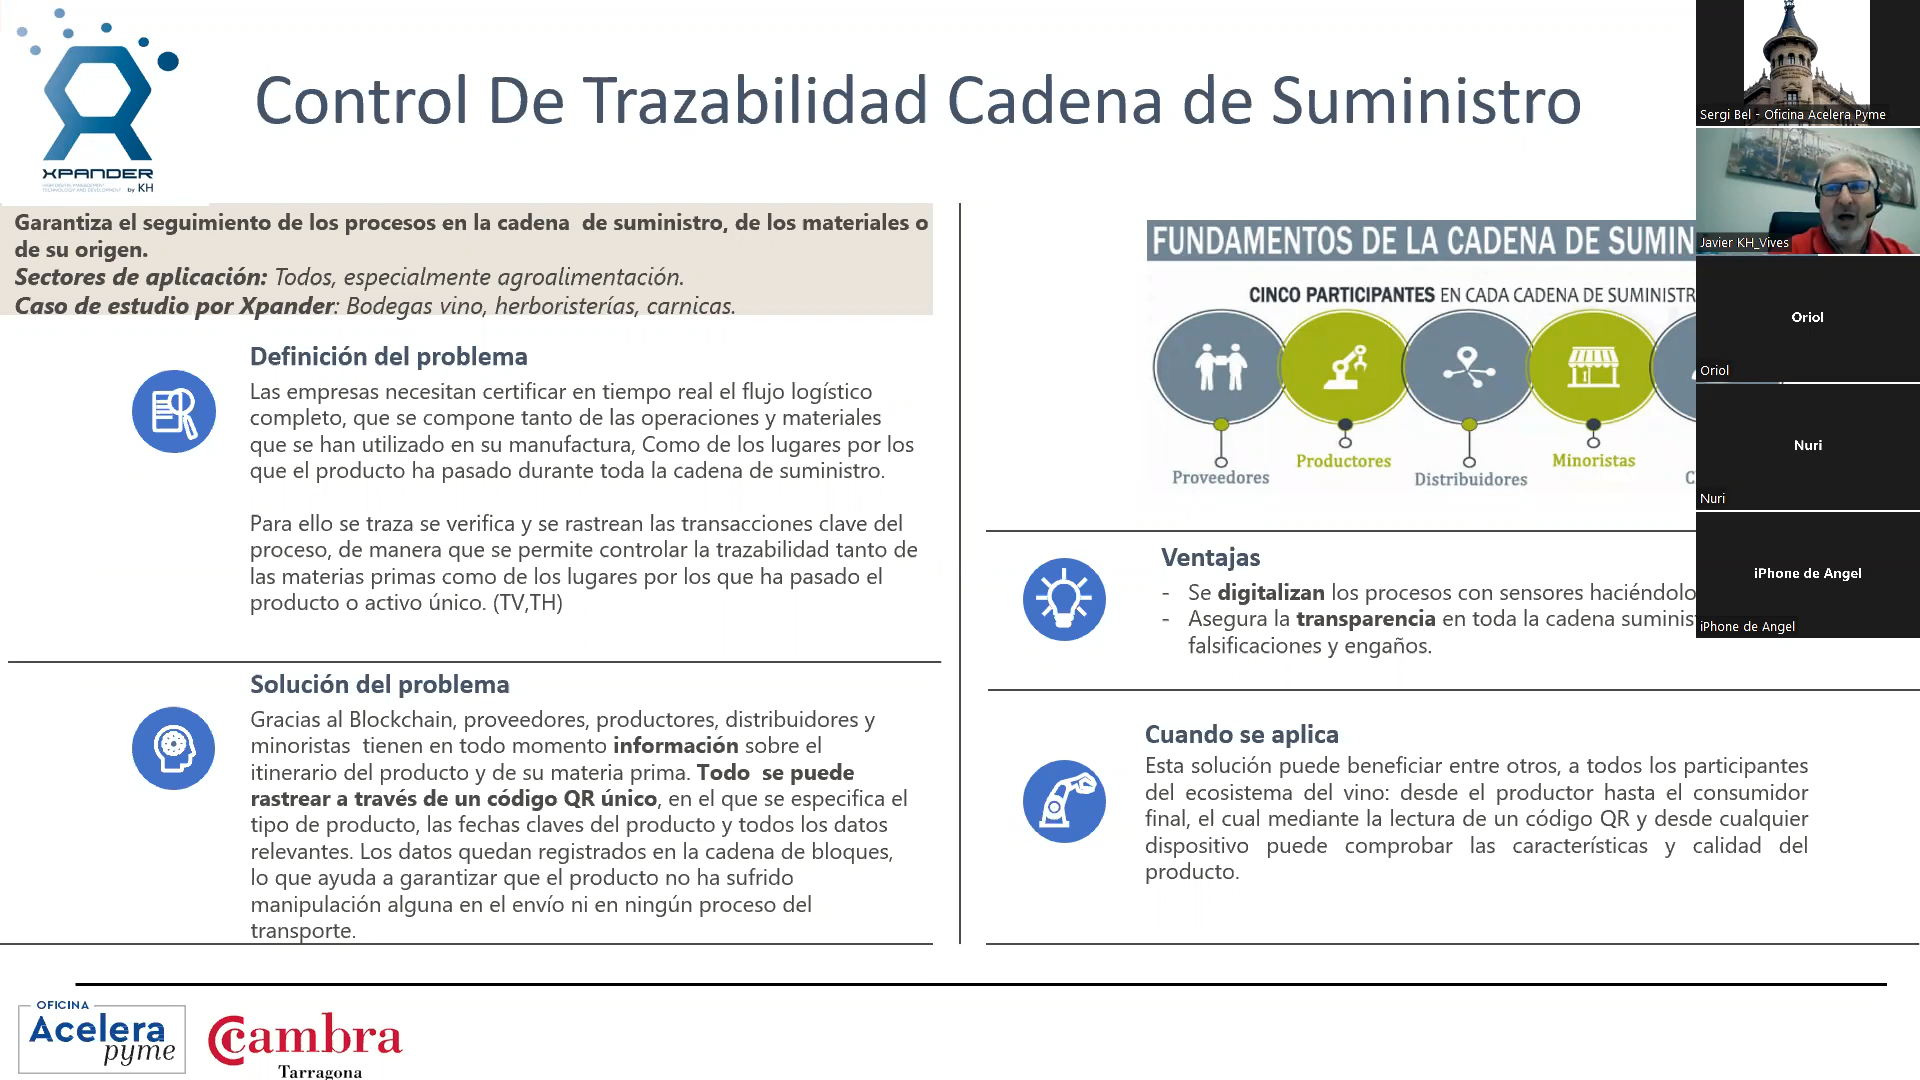 XPANDER
by KH
Control De Trazabilidad Cadena de Suministro
Garantiza el seguimiento de los procesos en la cadena de suministro, de los materiales o
de su origen.
Sectores de aplicación: Todos, especialmente agroalimentación.
Caso de estudio por Xpander: Bodegas vino, herboristerías, carnicas.
Definición del problema
Las empresas necesitan certificar en tiempo real el flujo logístico
completo, que se compone tanto de las operaciones y materiales
que se han utilizado en su manufactura, Como de los lugares por los
que el producto ha pasado durante toda la cadena de suministro.
Para ello se traza se verifica y se rastrean las transacciones clave del
proceso, de manera que se permite controlar la trazabilidad tanto de
las materias primas como de los lugares por los que ha pasado el
producto o activo único. (TV,TH)
Solución del problema
Gracias al Blockchain, proveedores, productores, distribuidores y
minoristas tienen en todo momento información sobre el
itinerario del producto y de su materia prima. Todo se puede
rastrear a través de un código QR único, en el que se especifica el
tipo de producto, las fechas claves del producto y todos los datos
relevantes. Los datos quedan registrados en la cadena de bloques,
lo que ayuda a garantizar que el producto no ha sufrido
manipulación alguna en el envío ni en ningún proceso del
transporte.
FUNDAMENTOS DE LA CADENA DE SUMIN
CINCO PARTICIPANTES EN CADA CADENA DE SUMINISTR
Proveedores
Productores
Distribuidores
Minoristas
C
Ventajas
- Se digitalizan los procesos con sensores haciéndolo
- Asegura la transparencia en toda la cadena suminis
falsificaciones y engaños.
Cuando se aplica
Esta solución puede beneficiar entre otros, a todos los participantes
del ecosistema del vino: desde el productor hasta el consumidor
final, el cual mediante la lectura de un código QR y desde cualquier
dispositivo puede comprobar las características y calidad del
producto.
Sergi Bel - Oficina Acelera Pyme
Javier KH_Vives
Oriol
Oriol
Nuri
Nuri
iPhone de Angel
iPhone de Angel
OFICINA
Acelera
pyme
Cambra
Tarragona